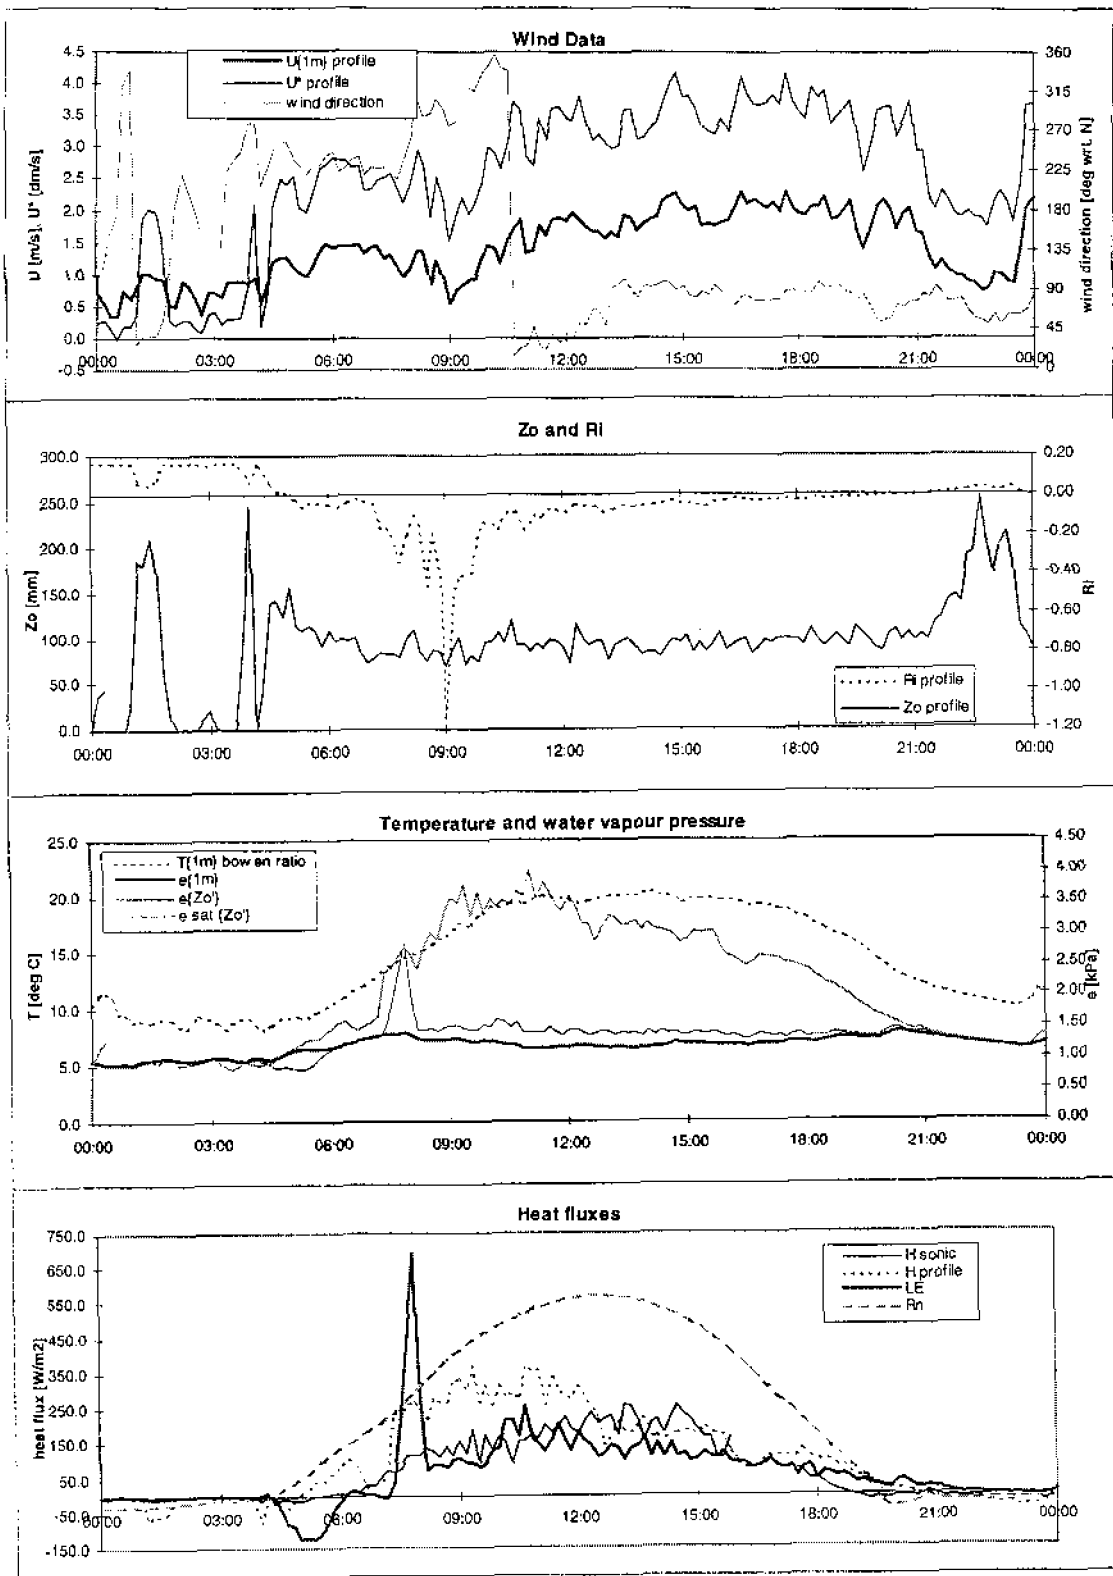 Wind Data
U{1m} profile
U* profile
wind direction
4.5
4.0
3.5
3.0
2.5
2.0
1.5
1.0
0.5
0.0
-0.5
U [m/s], U* [dm/s]
360
315
270
225
180
135
90
45
0
wind direction [deg wrt. N]
00:00 03:00 06:00 09:00 12:00 15:00 18:00 21:00 00:00
Zo and Ri
300.0
250.0
200.0
150.0
100.0
50.0
0.0
Zo [mm]
0.20
0.00
-0.20
-0.40
-0.60
-0.80
-1.00
-1.20
Ri
Ri profile
Zo profile
00:00 03:00 06:00 09:00 12:00 15:00 18:00 21:00 00:00
Temperature and water vapour pressure
T{1m} bowen ratio
e{1m}
e{Zo'}
e sat {Zo'}
25.0
20.0
15.0
10.0
5.0
0.0
T [deg C]
4.50
4.00
3.50
3.00
2.50
2.00
1.50
1.00
0.50
0.00
e [kPa]
00:00 03:00 06:00 09:00 12:00 15:00 18:00 21:00 00:00
Heat fluxes
H sonic
H profile
LE
Rn
750.0
650.0
550.0
450.0
350.0
250.0
150.0
50.0
-50.0
-150.0
heat flux [W/m2]
00:00 03:00 06:00 09:00 12:00 15:00 18:00 21:00 00:00